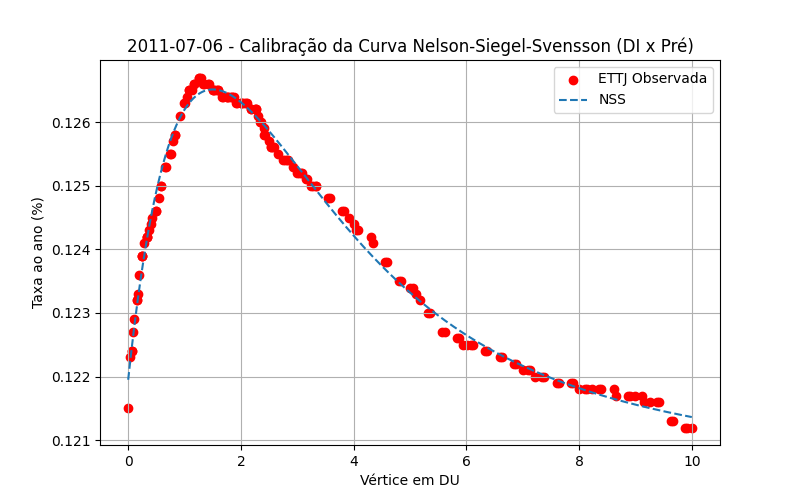 2011-07-06 - Calibração da Curva Nelson-Siegel-Svensson (DI x Pré)
ETTJ Observada
NSS
Taxa ao ano (%)
0.126
0.125
0.124
0.123
0.122
0.121
0 2 4 6 8 10
Vértice em DU